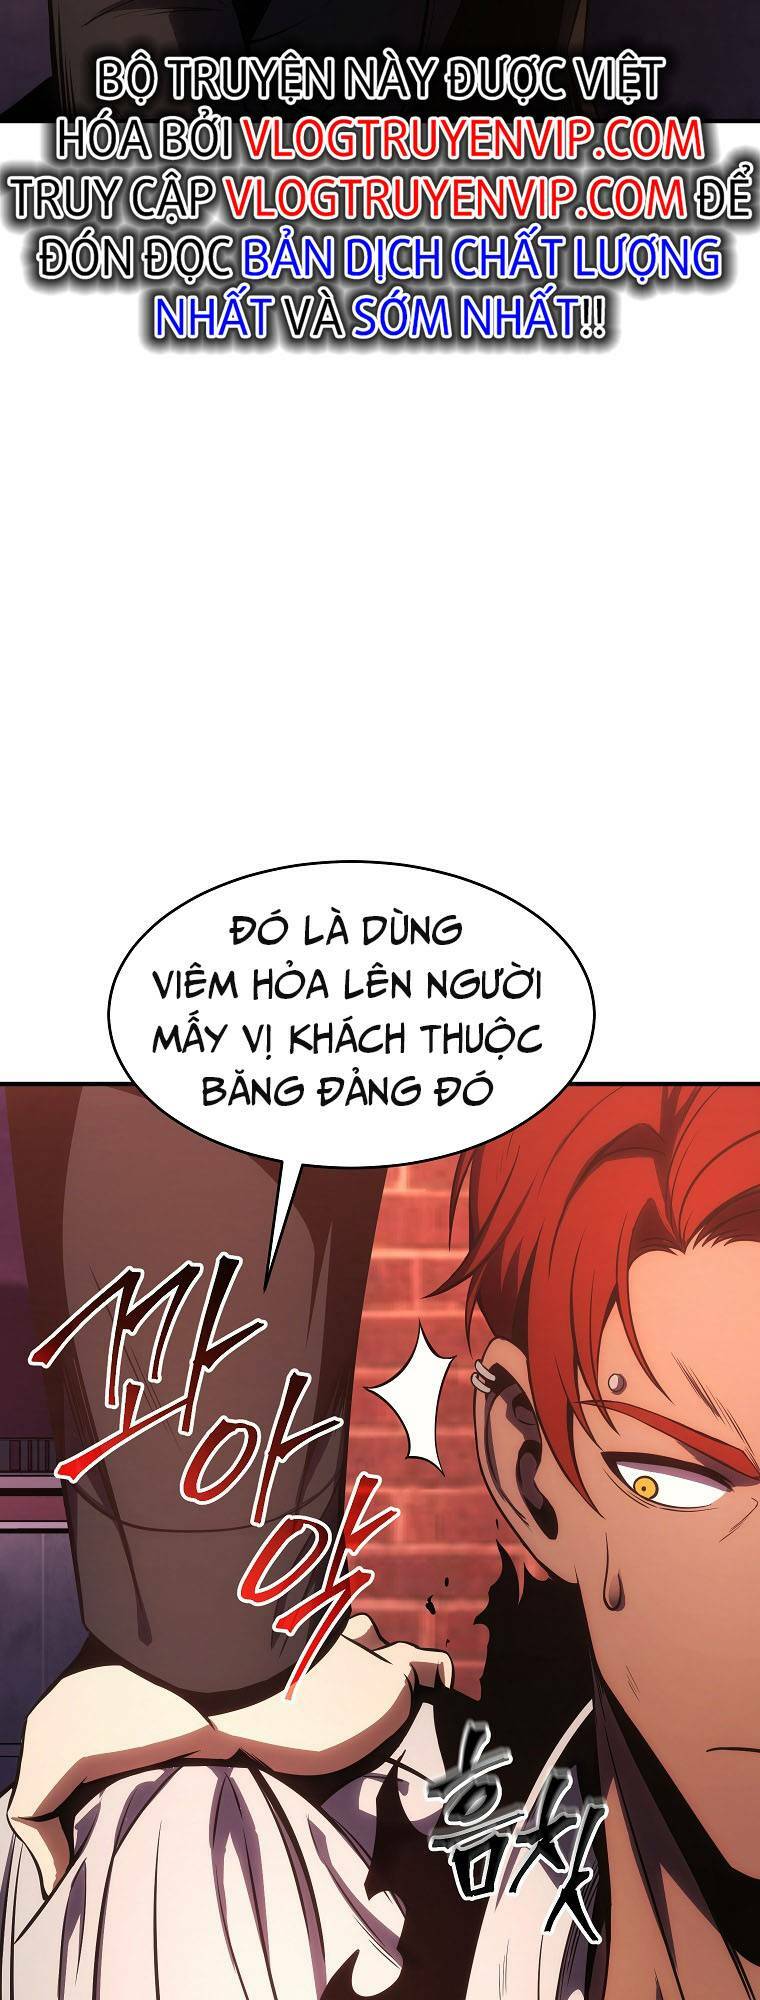 BỘ TRUYỆN NÀY ĐƯỢC VIỆT
HÓA BỞI VLOGTRUYENVIP.COM
TRUY CẬP VLOGTRUYENVIP.COM ĐỂ
ĐÓN ĐỌC BẢN DỊCH CHẤT LƯỢNG
NHẤT VÀ SỚM NHẤT!!
ĐÓ LÀ DÙNG
VIÊM HỎA LÊN NGƯỜI
MẤY VỊ KHÁCH THUỘC
BĂNG ĐẢNG ĐÓ
꽈
아
악
흠칫